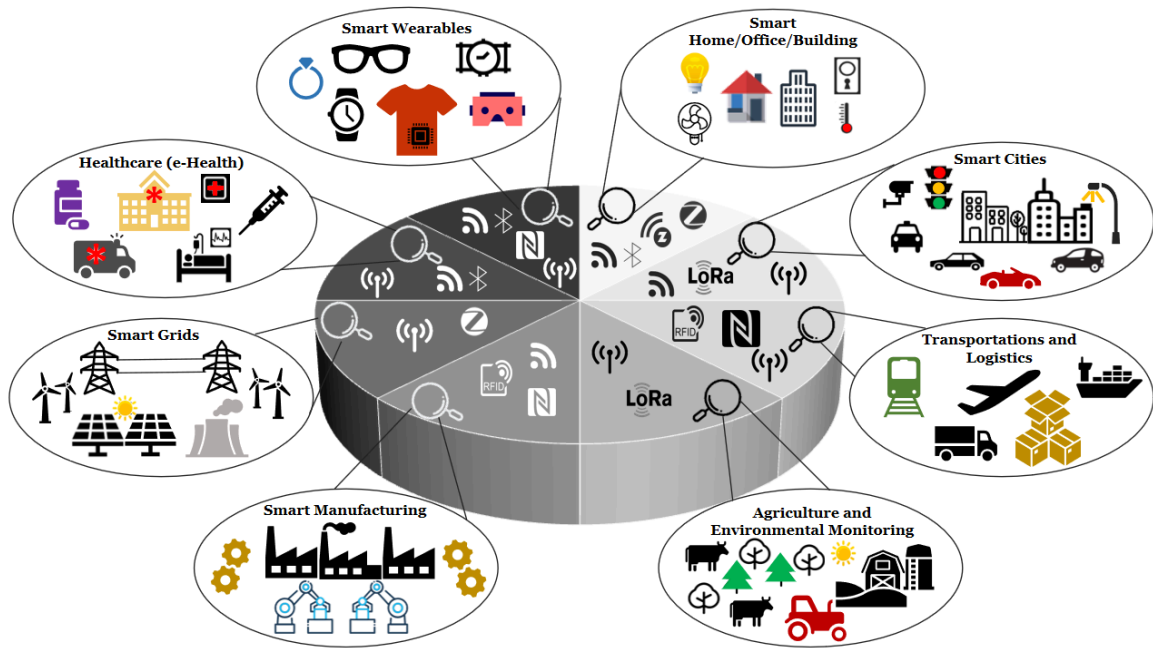 Smart Wearables
Smart
Home/Office/Building
Healthcare (e-Health)
Smart Cities
LoRa
RFID
Smart Grids
Transportations and
Logistics
RFID
LoRa
Smart Manufacturing
Agriculture and
Environmental Monitoring